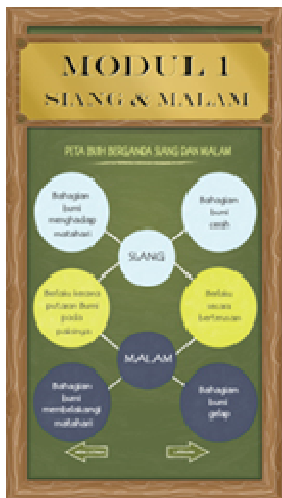 MODUL 1
SIANG & MALAM
PETA BUIH BERGANDA SIANG DAN MALAM
Bahagian
bumi
menghadap
matahari
Bahagian
bumi
cerah
SIANG
Berlaku kerana
putaran Bumi
pada
paksinya
Berlaku
secara
berterusan
MALAM
Bahagian
bumi
membelakangi
matahari
Bahagian
bumi
gelap